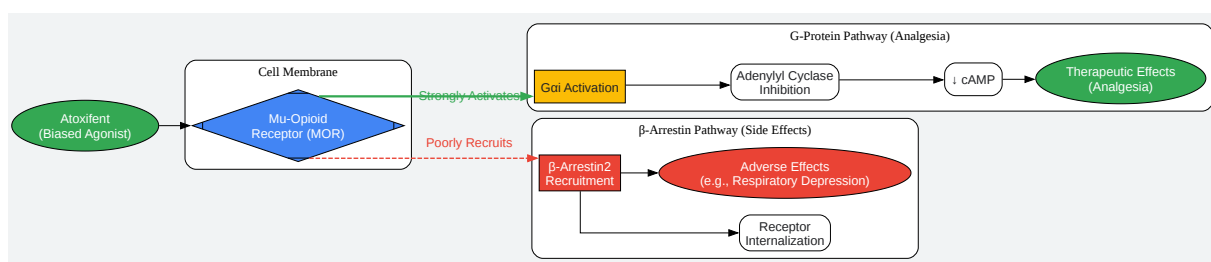 G-Protein Pathway (Analgesia)
Cell Membrane
Therapeutic Effects
(Analgesia)
Adenylyl Cyclase
Inhibition
↓ cAMP
Gαi Activation
Strongly Activates
Atoxifent
(Biased Agonist)
Mu-Opioid
Receptor (MOR)
β-Arrestin Pathway (Side Effects)
Poorly Recruits
β-Arrestin2
Recruitment
Adverse Effects
(e.g., Respiratory Depression)
Receptor
Internalization